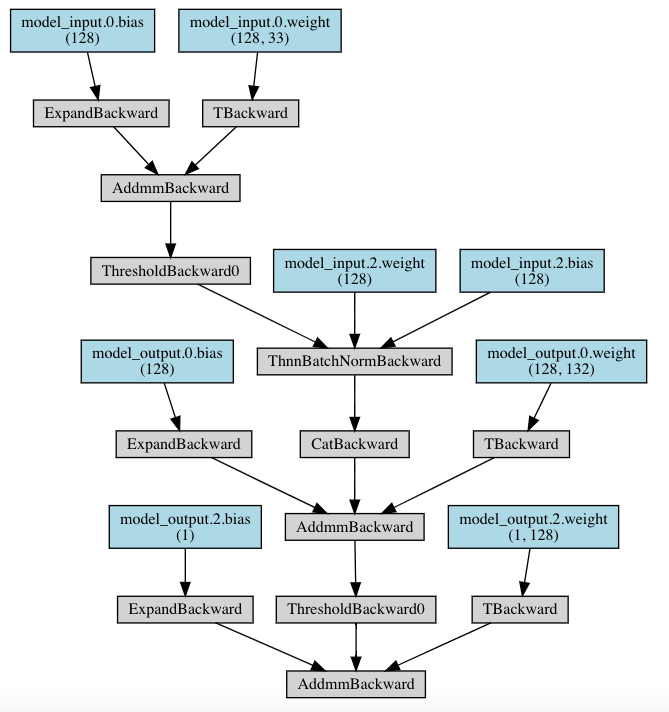 model_input.0.bias
(128)
model_input.0.weight
(128, 33)
ExpandBackward
TBackward
AddmmBackward
ThresholdBackward0
model_input.2.weight
(128)
model_input.2.bias
(128)
model_output.0.bias
(128)
ThnnBatchNormBackward
model_output.0.weight
(128, 132)
ExpandBackward
CatBackward
TBackward
model_output.2.bias
(1)
AddmmBackward
model_output.2.weight
(1, 128)
ExpandBackward
ThresholdBackward0
TBackward
AddmmBackward